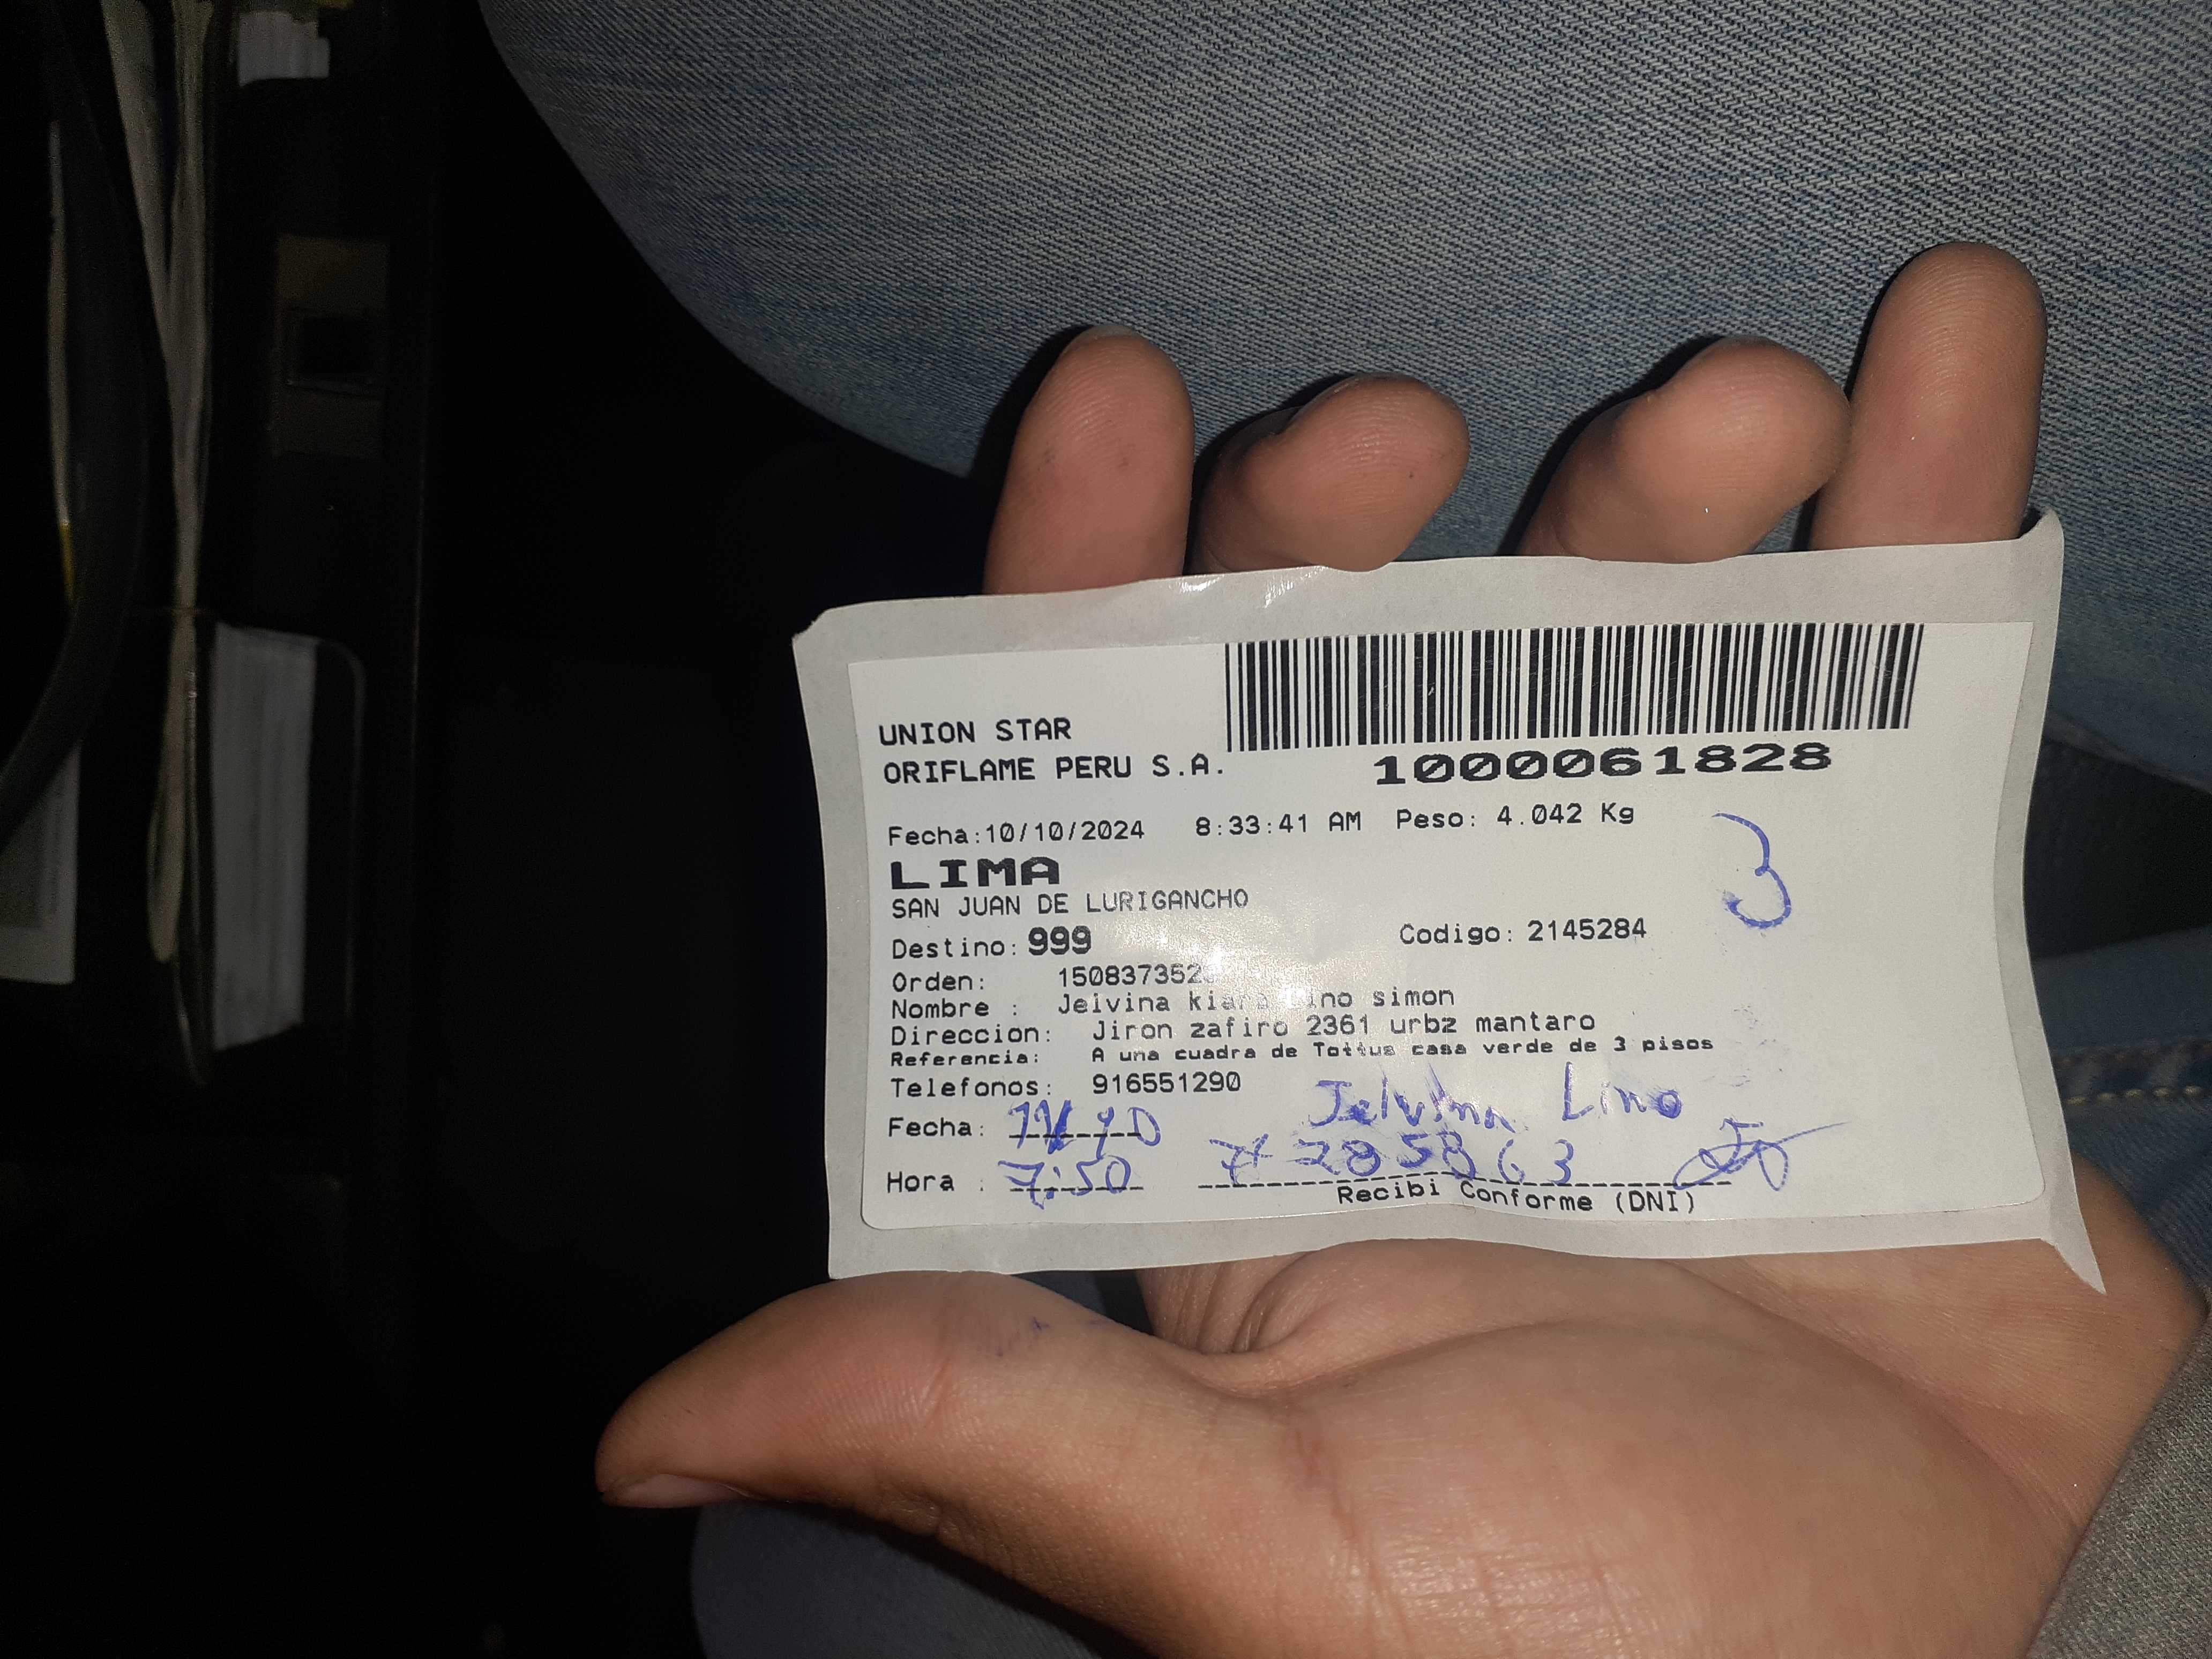 UNION STAR
ORIFLAME PERU S.A.
1000061828
Fecha:10/10/2024 8:33:41 AM Peso: 4.042 Kg
3
LIMA
SAN JUAN DE LURIGANCHO
Destino: 999 Codigo: 2145284
Orden:
Nombre : Jelvina simon
Direccion: Jiron zafiro 2361 urbz mantaro
Referencia: A una cuadra de Tottus casa verde de 3 pisos
Telefonos: 916551290
Jelvina Lino
Fecha:
Hora : 7:50
Recibi Conforme (DNI)